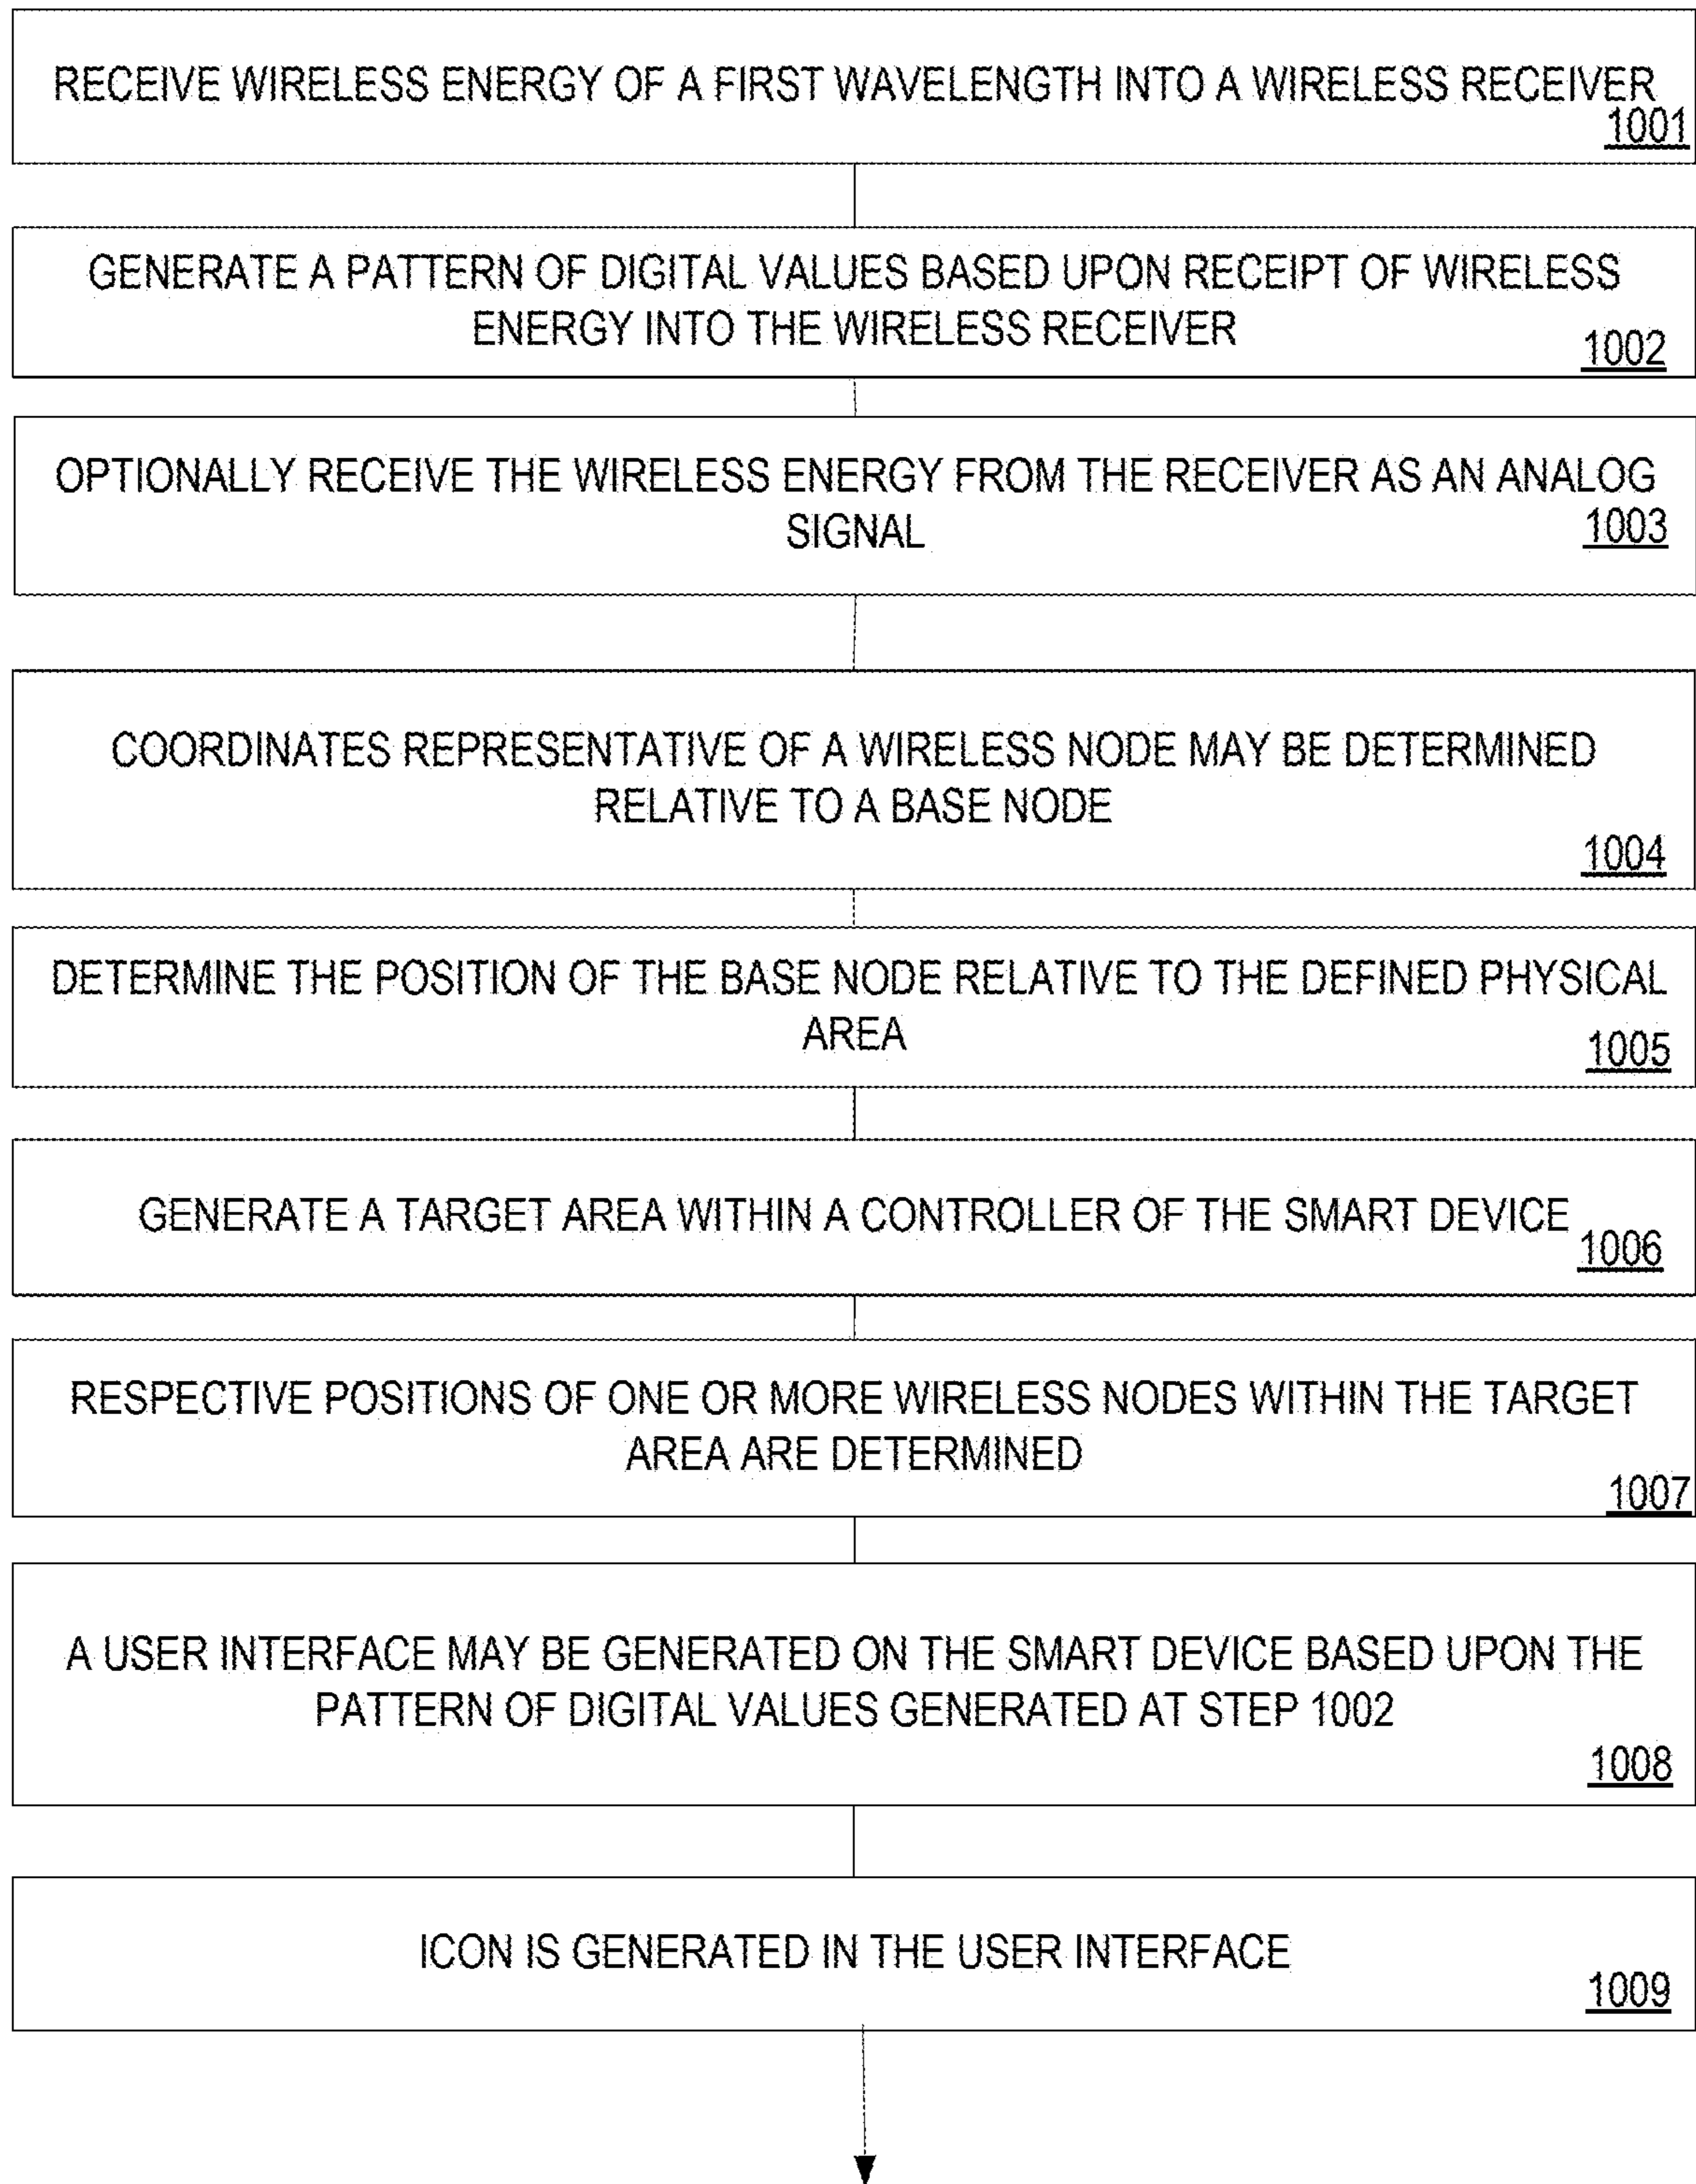 RECEIVE WIRELESS ENERGY OF A FIRST WAVELENGTH INTO A WIRELESS RECEIVER
1001
GENERATE A PATTERN OF DIGITAL VALUES BASED UPON RECEIPT OF WIRELESS
ENERGY INTO THE WIRELESS RECEIVER
1002
OPTIONALLY RECEIVE THE WIRELESS ENERGY FROM THE RECEIVER AS AN ANALOG
SIGNAL
1003
COORDINATES REPRESENTATIVE OF A WIRELESS NODE MAY BE DETERMINED
RELATIVE TO A BASE NODE
1004
DETERMINE THE POSITION OF THE BASE NODE RELATIVE TO THE DEFINED PHYSICAL
AREA
1005
GENERATE A TARGET AREA WITHIN A CONTROLLER OF THE SMART DEVICE
1006
RESPECTIVE POSITIONS OF ONE OR MORE WIRELESS NODES WITHIN THE TARGET
AREA ARE DETERMINED
1007
A USER INTERFACE MAY BE GENERATED ON THE SMART DEVICE BASED UPON THE
PATTERN OF DIGITAL VALUES GENERATED AT STEP 1002
1008
ICON IS GENERATED IN THE USER INTERFACE
1009